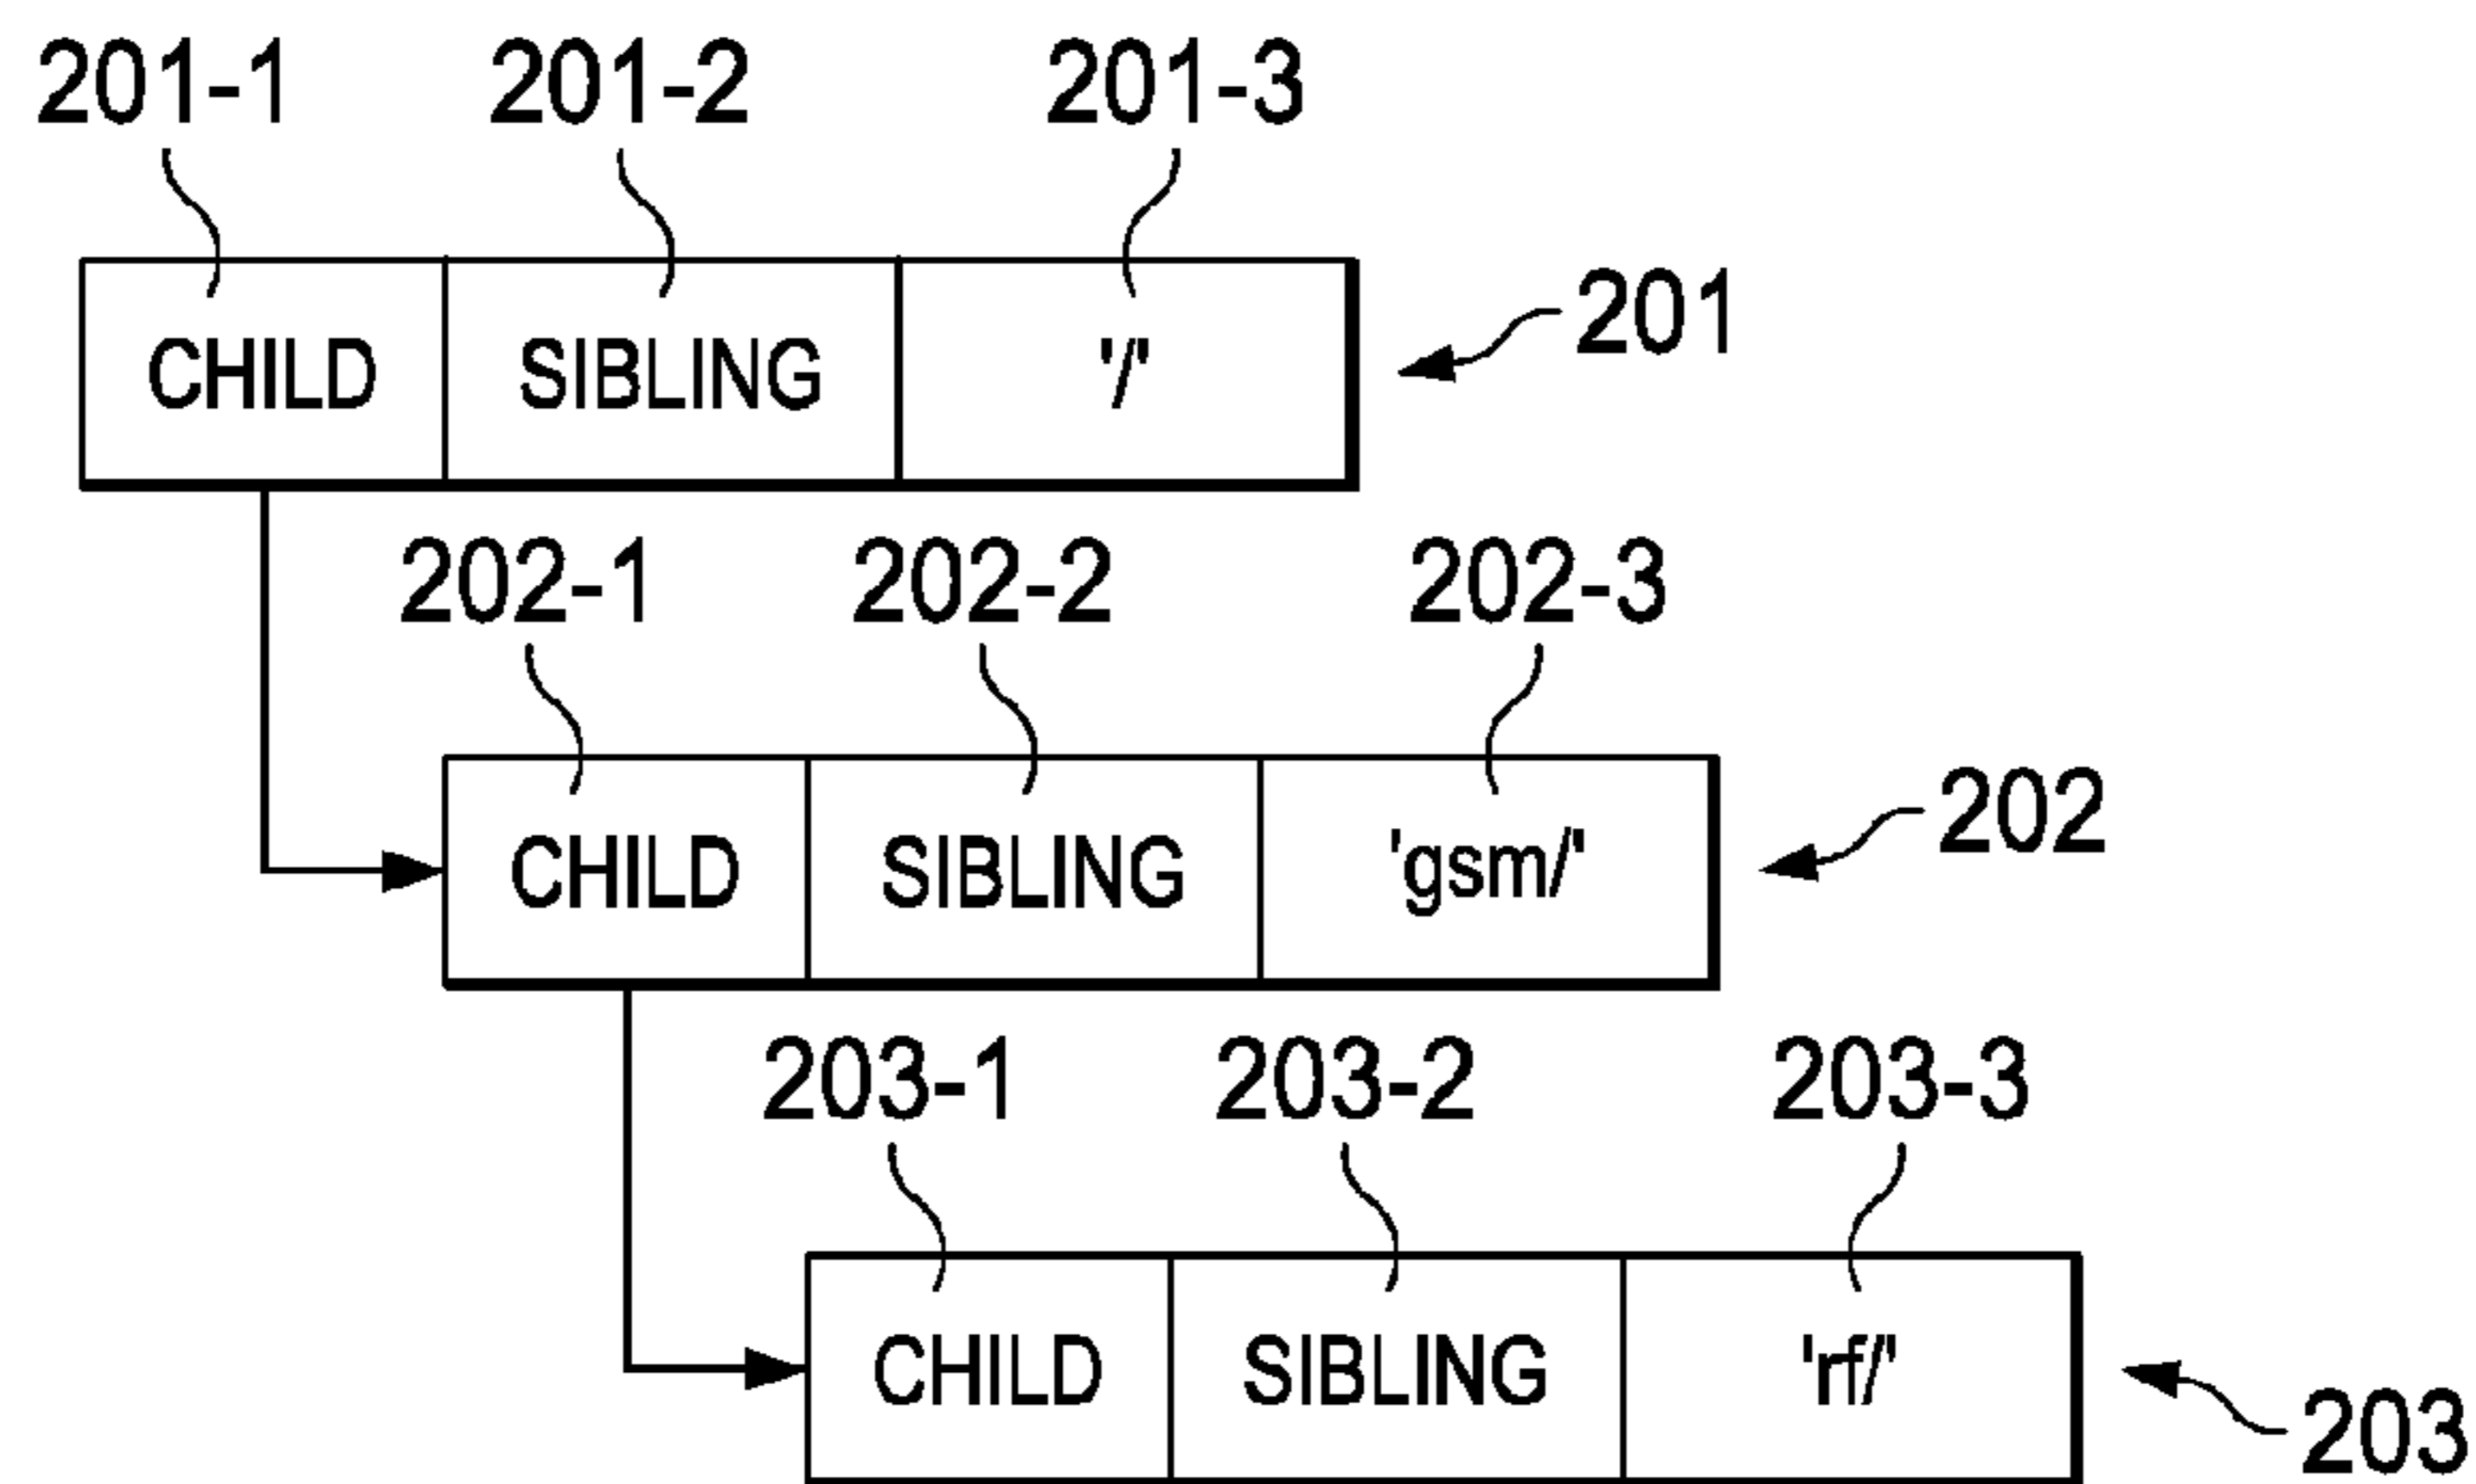 201-1 201-2 201-3
201
CHILD SIBLING '/'
202-1 202-2 202-3
202
CHILD SIBLING 'gsm/'
203-1 203-2 203-3
CHILD SIBLING 'rf/'
203